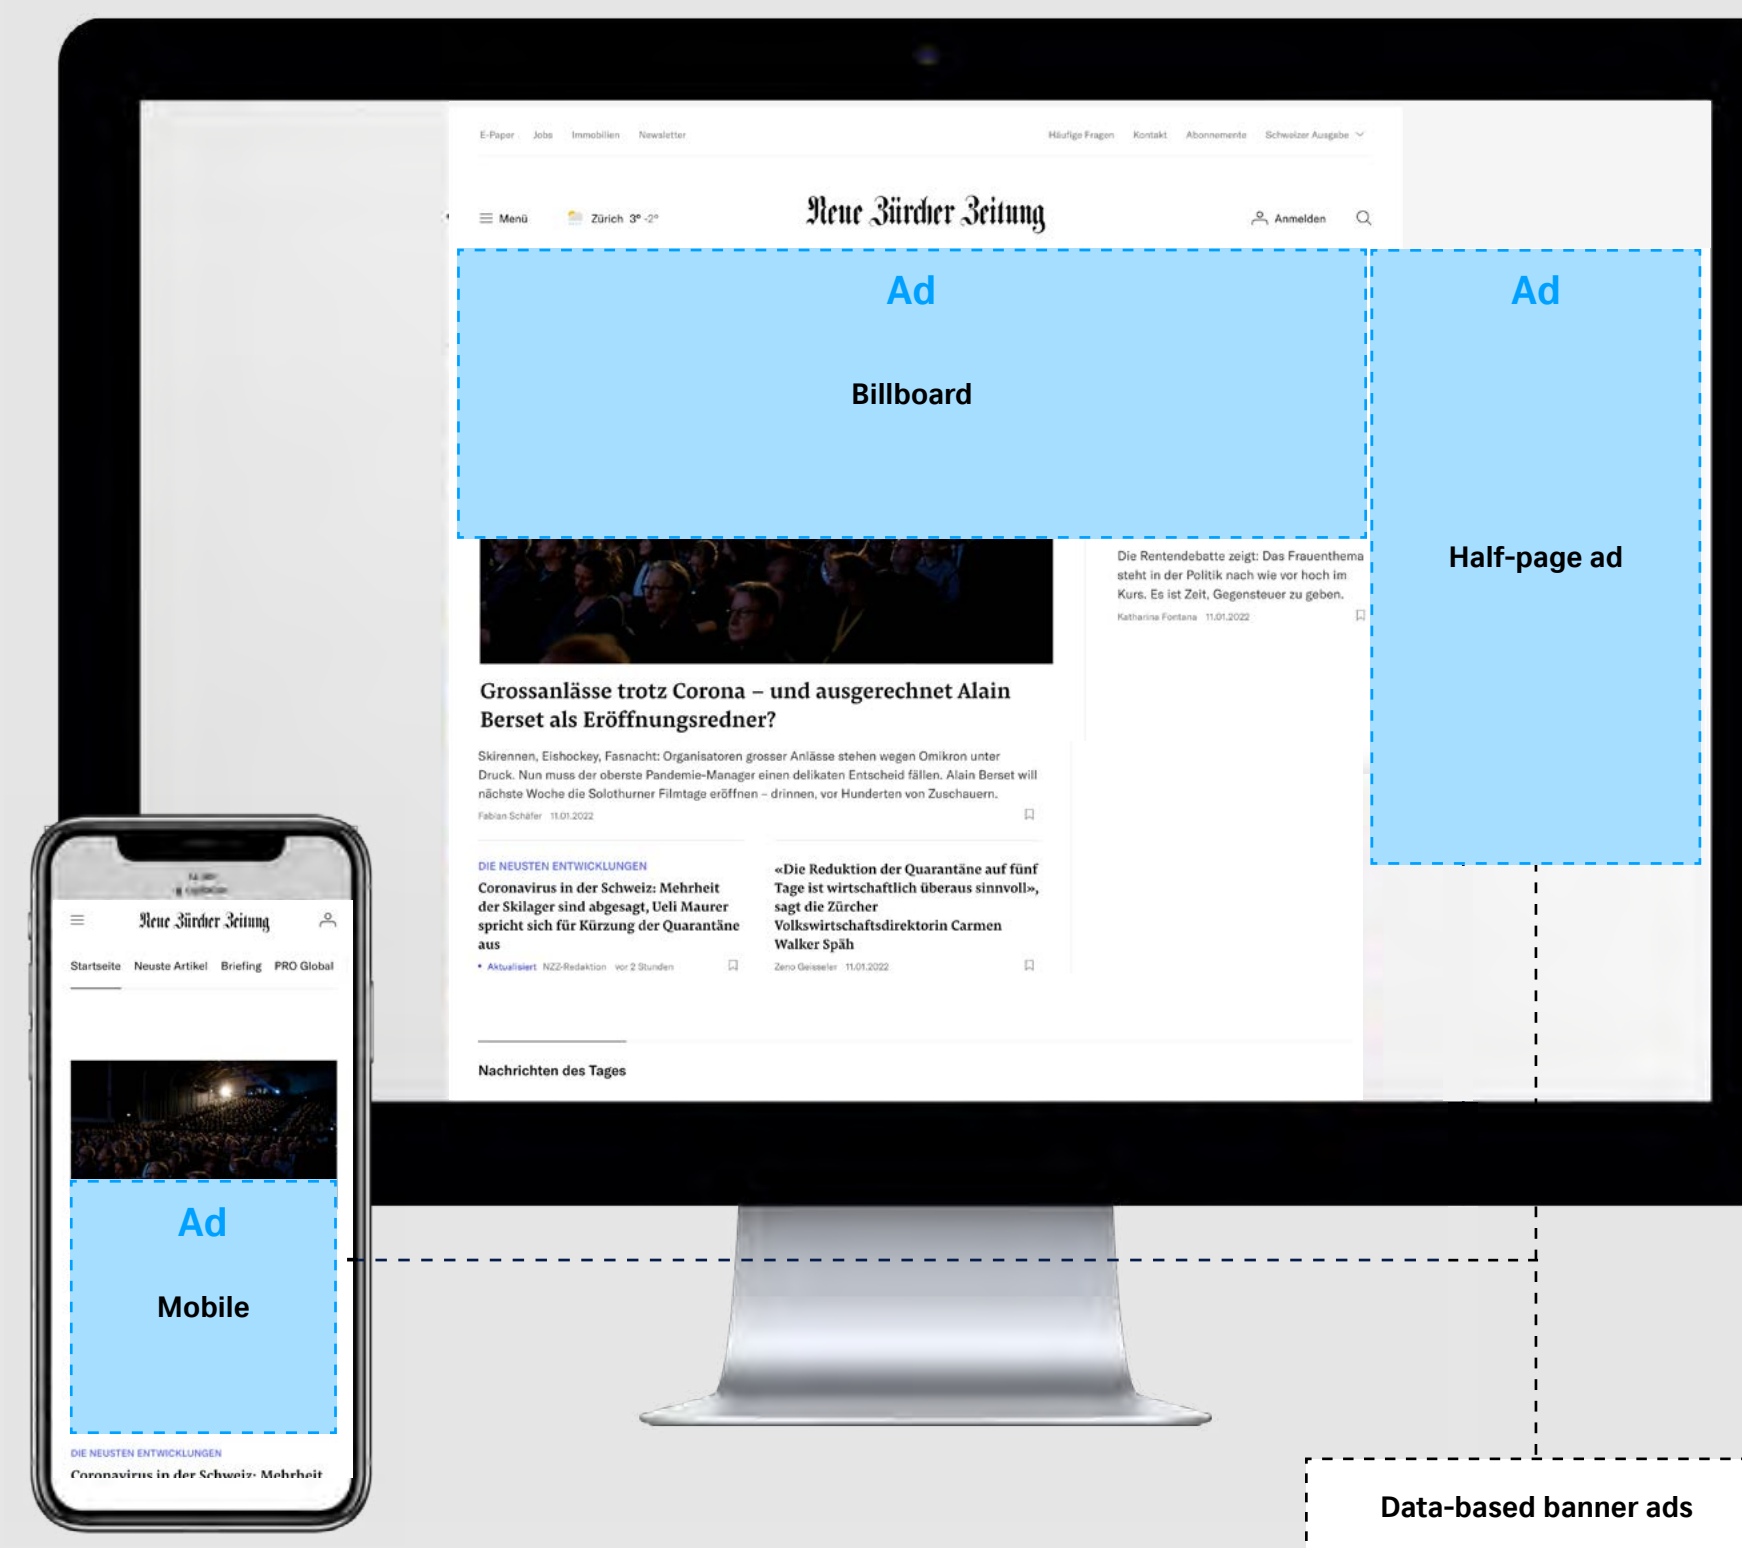 E-Paper Jobs Immobilien Newsletter
Häufige Fragen Kontakt Abonnemente Schweizer Ausgabe
Menü Zürich 3° -2°
Neue Zürcher Zeitung
Anmelden
Ad
Billboard
Ad
Half-page ad
Die Rentendebatte zeigt: Das Frauenthema
steht in der Politik nach wie vor hoch im
Kurs. Es ist Zeit, Gegensteuer zu geben.
Katharina Fontana 11.01.2022
Grossanlässe trotz Corona – und ausgerechnet Alain
Berset als Eröffnungsredner?
Skirennen, Eishockey, Fasnacht: Organisatoren grosser Anlässe stehen wegen Omikron unter
Druck. Nun muss der oberste Pandemie-Manager einen delikaten Entscheid fällen. Alain Berset will
nächste Woche die Solothurner Filmtage eröffnen – drinnen, vor Hunderten von Zuschauern.
Fabian Schäfer 11.01.2022
DIE NEUSTEN ENTWICKLUNGEN
Coronavirus in der Schweiz: Mehrheit
der Skilager sind abgesagt, Ueli Maurer
spricht sich für Kürzung der Quarantäne
aus
• Aktualisiert NZZ-Redaktion vor 2 Stunden
«Die Reduktion der Quarantäne auf fünf
Tage ist wirtschaftlich überaus sinnvoll»,
sagt die Zürcher
Volkswirtschaftsdirektorin Carmen
Walker Späh
Zeno Geisseler 11.01.2022
Nachrichten des Tages
Neue Zürcher Zeitung
Startseite Neuste Artikel Briefing PRO Global
Ad
Mobile
DIE NEUSTEN ENTWICKLUNGEN
Coronavirus in der Schweiz: Mehrheit
Data-based banner ads